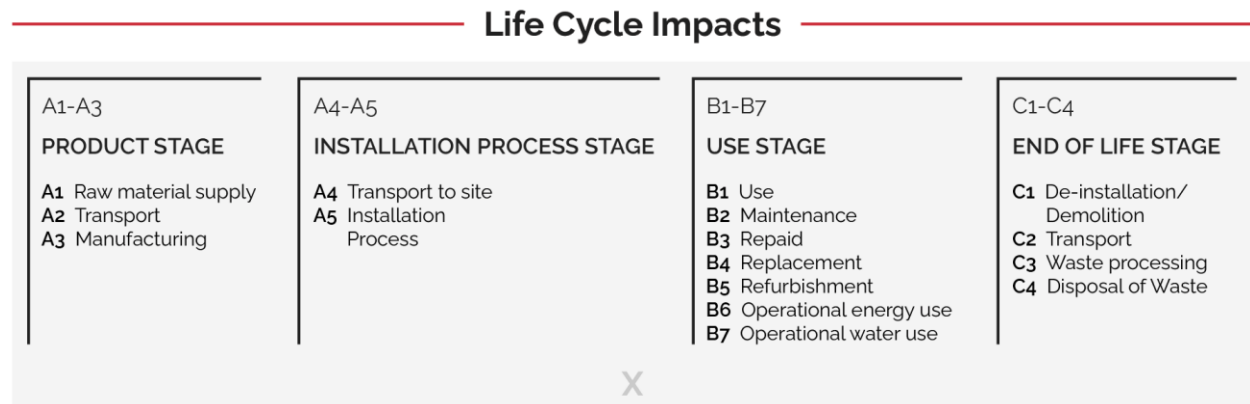 Life Cycle Impacts
A1-A3
PRODUCT STAGE
A1 Raw material supply
A2 Transport
A3 Manufacturing
A4-A5
INSTALLATION PROCESS STAGE
A4 Transport to site
A5 Installation
Process
B1-B7
USE STAGE
B1 Use
B2 Maintenance
B3 Repaid
B4 Replacement
B5 Refurbishment
B6 Operational energy use
B7 Operational water use
C1-C4
END OF LIFE STAGE
C1 De-installation/
Demolition
C2 Transport
C3 Waste processing
C4 Disposal of Waste
X